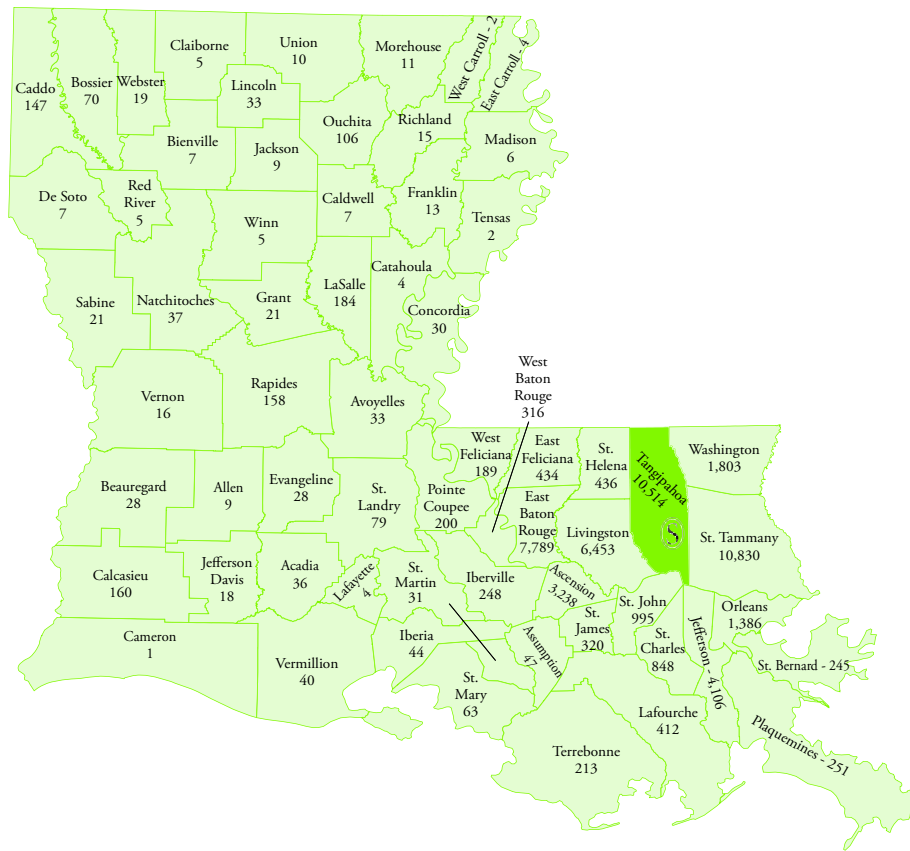 Caddo
147
Bossier
70
Webster
19
Claiborne
5
Union
10
Morehouse
11
West Carroll - 2
East Carroll - 4
Lincoln
33
Ouchita
106
Richland
15
Madison
6
Bienville
7
Jackson
9
De Soto
7
Red
River
5
Winn
5
Caldwell
7
Franklin
13
Tensas
2
Sabine
21
Natchitoches
37
Grant
21
LaSalle
184
Catahoula
4
Concordia
30
Vernon
16
Rapides
158
Avoyelles
33
West
Baton
Rouge
316
West
Feliciana
189
East
Feliciana
434
St.
Helena
436
Tangipahoa
10,514
Washington
1,803
Beauregard
28
Allen
9
Evangeline
28
St.
Landry
79
Pointe
Coupee
200
East
Baton
Rouge
7,789
Livingston
6,453
St. Tammany
10,830
Calcasieu
160
Jefferson
Davis
18
Acadia
36
Lafayette
4
St.
Martin
31
Iberville
248
Ascension
3,238
St.
James
320
St. John
995
St.
Charles
848
Jefferson - 4,106
Orleans
1,386
Cameron
1
Vermillion
40
Iberia
44
St.
Mary
63
Assumption
47
St. Bernard - 245
Lafourche
412
Terrebonne
213
Plaquemines - 251